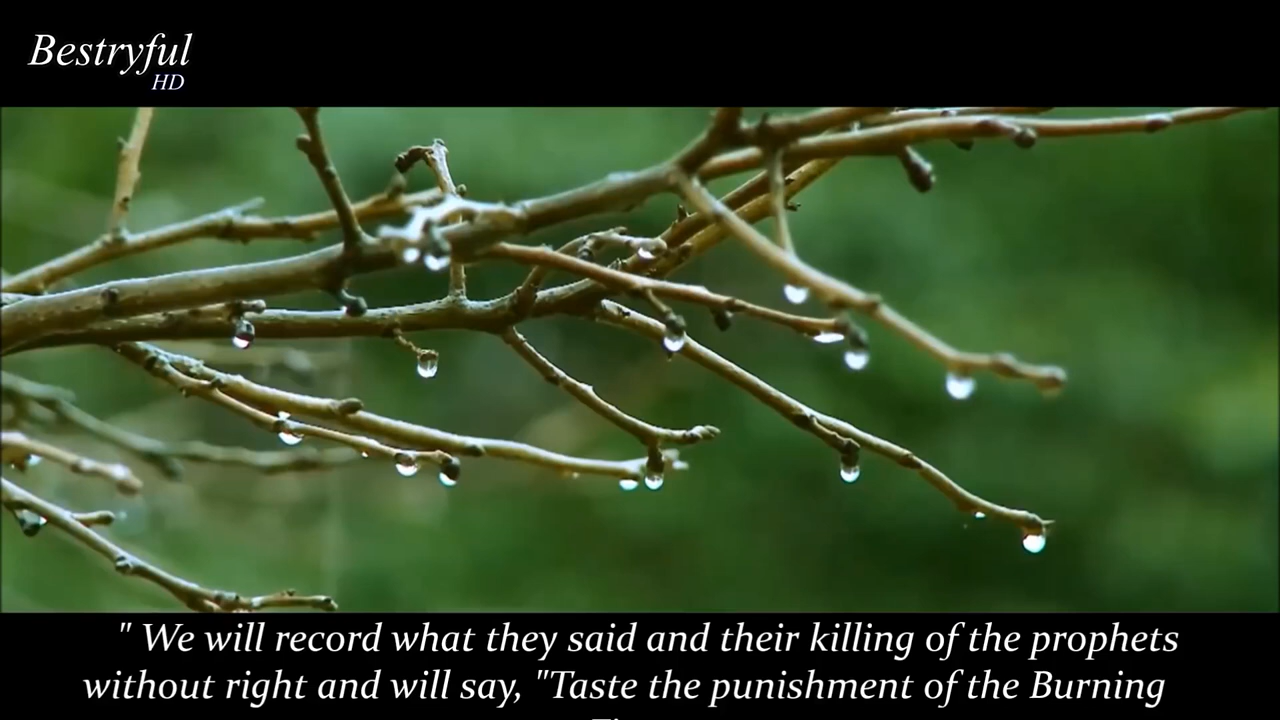 Bestryful
HD
" We will record what they said and their killing of the prophets
without right and will say, "Taste the punishment of the Burning